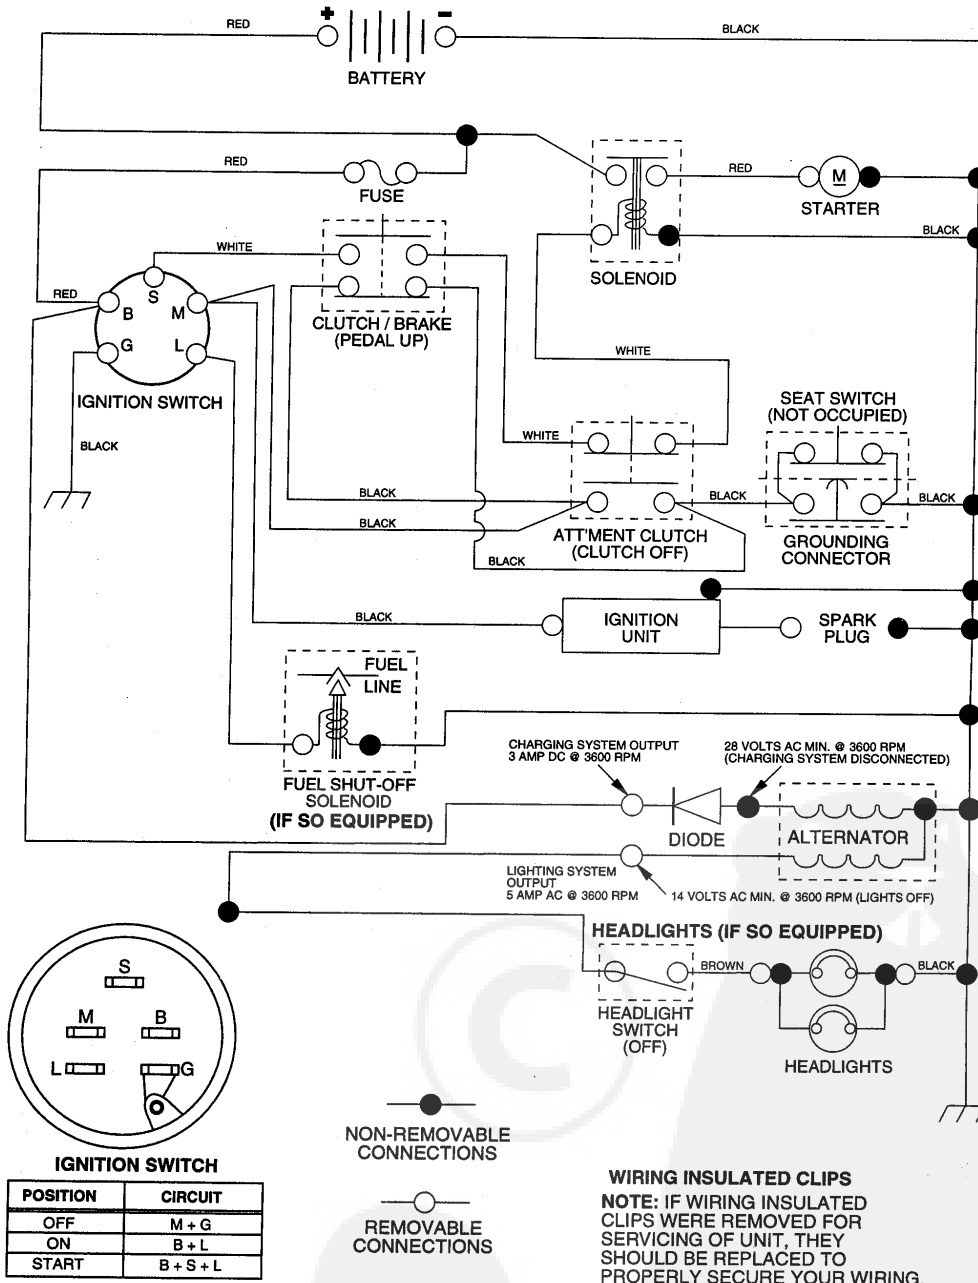 RED
+
-
BLACK
BATTERY
RED
FUSE
RED
M
STARTER
BLACK
SOLENOID
WHITE
S
RED
B
M
G
L
CLUTCH / BRAKE
(PEDAL UP)
IGNITION SWITCH
BLACK
WHITE
SEAT SWITCH
(NOT OCCUPIED)
WHITE
BLACK
BLACK
BLACK
BLACK
ATT'MENT CLUTCH
(CLUTCH OFF)
GROUNDING
CONNECTOR
BLACK
BLACK
IGNITION
UNIT
SPARK
PLUG
FUEL
LINE
FUEL SHUT-OFF
SOLENOID
(IF SO EQUIPPED)
CHARGING SYSTEM OUTPUT
3 AMP DC @ 3600 RPM
28 VOLTS AC MIN. @ 3600 RPM
(CHARGING SYSTEM DISCONNECTED)
DIODE
ALTERNATOR
LIGHTING SYSTEM
OUTPUT
5 AMP AC @ 3600 RPM
14 VOLTS AC MIN. @ 3600 RPM (LIGHTS OFF)
HEADLIGHTS (IF SO EQUIPPED)
BROWN
BLACK
HEADLIGHT
SWITCH
(OFF)
HEADLIGHTS
S
M
B
L
G
IGNITION SWITCH
POSITION CIRCUIT
OFF M + G
ON B + L
START B + S + L
NON-REMOVABLE
CONNECTIONS
REMOVABLE
CONNECTIONS
WIRING INSULATED CLIPS
NOTE: IF WIRING INSULATED
CLIPS WERE REMOVED FOR
SERVICING OF UNIT, THEY
SHOULD BE REPLACED TO
PROPERLY SECURE YOUR WIRING.
©